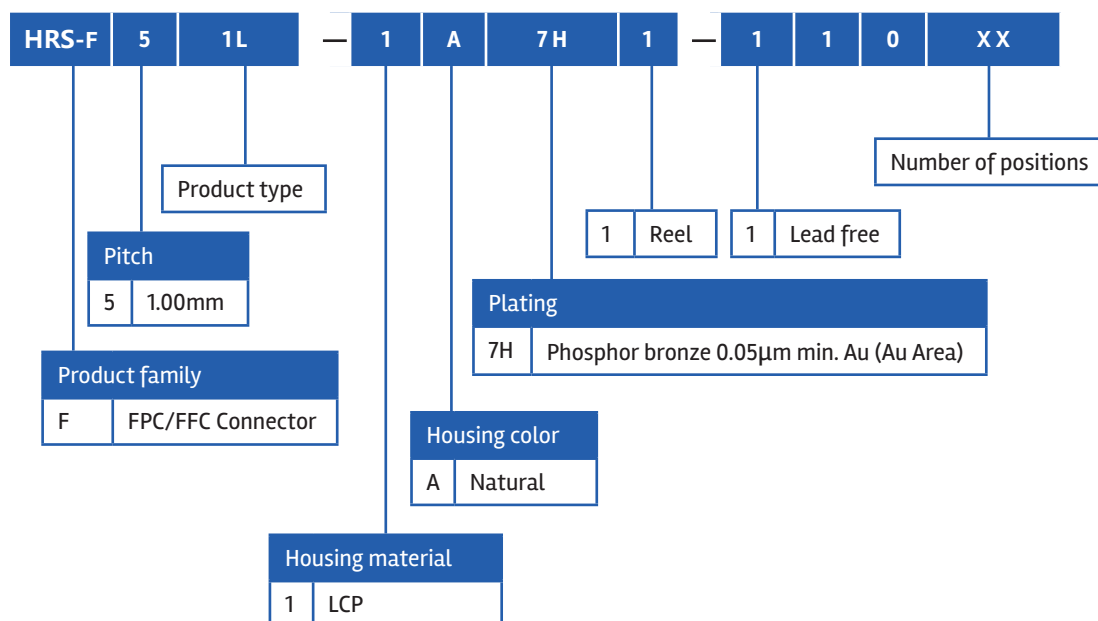 HRS-F 5 1L — 1 A 7H 1 — 1 1 0 XX
Number of positions
Product type
1 Reel 1 Lead free
Pitch
5 1.00mm
Plating
7H Phosphor bronze 0.05μm min. Au (Au Area)
Product family
F FPC/FFC Connector
Housing color
A Natural
Housing material
1 LCP